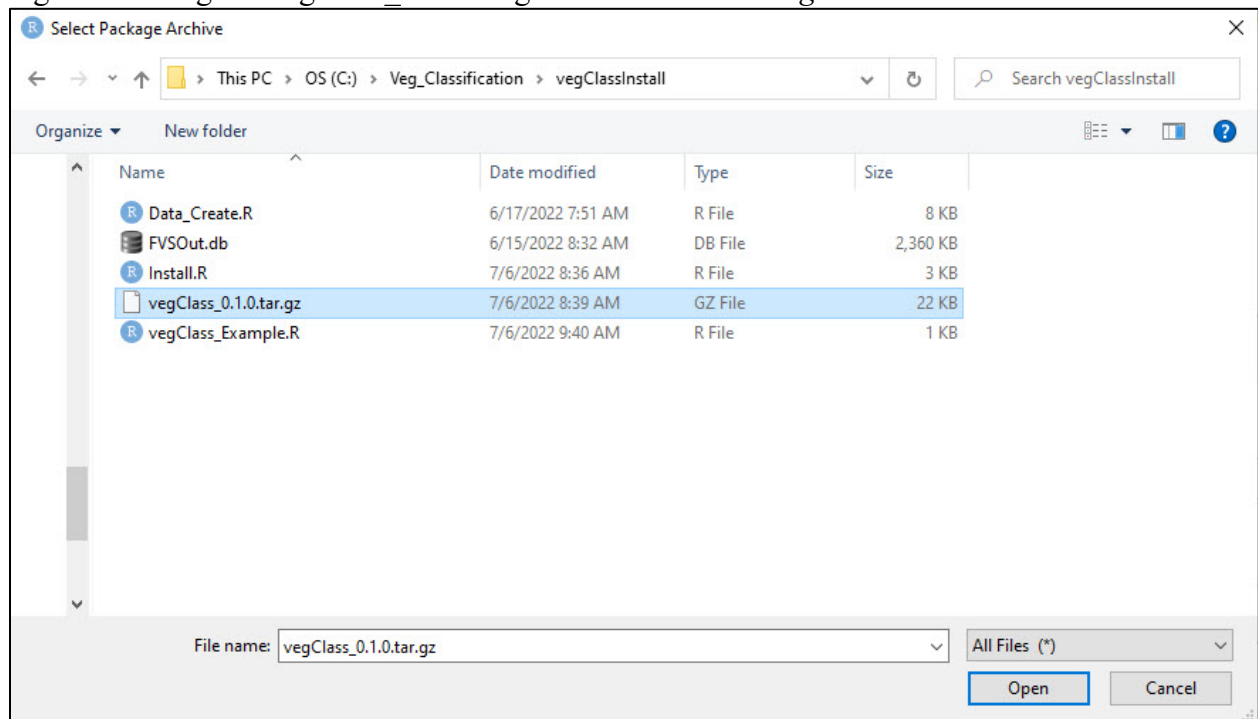 Select Package Archive
This PC > OS (C:) > Veg_Classification > vegClassInstall
Search vegClassInstall
Organize
New folder
Name Date modified Type Size
Data_Create.R 6/17/2022 7:51 AM R File 8 KB
FVSOut.db 6/15/2022 8:32 AM DB File 2,360 KB
Install.R 7/6/2022 8:36 AM R File 3 KB
vegClass_0.1.0.tar.gz 7/6/2022 8:39 AM GZ File 22 KB
vegClass_Example.R 7/6/2022 9:40 AM R File 1 KB
File name: vegClass_0.1.0.tar.gz All Files (*)
Open Cancel